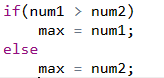 if(num1 > num2)
    max = num1;
else
    max = num2;